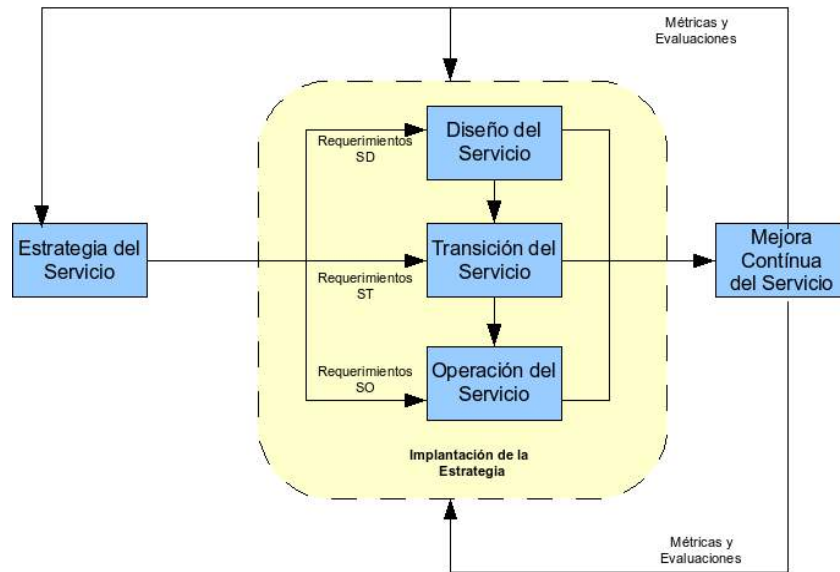 Métricas y
Evaluaciones
Diseño del
Servicio
Requerimientos
SD
Estrategia del
Servicio
Transición del
Servicio
Requerimientos
ST
Mejora
Contínua
del Servicio
Requerimientos
SO
Operación del
Servicio
Implantación de la
Estrategia
Métricas y
Evaluaciones